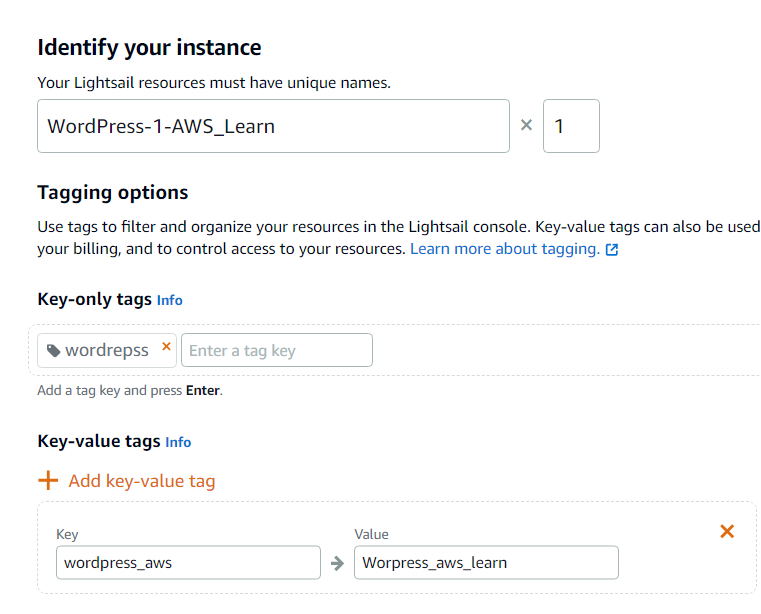 Identify your instance
Your Lightsail resources must have unique names.
WordPress-1-AWS_Learn × 1
Tagging options
Use tags to filter and organize your resources in the Lightsail console. Key-value tags can also be used
your billing, and to control access to your resources. Learn more about tagging.
Key-only tags Info
wordrepss × Enter a tag key
Add a tag key and press Enter.
Key-value tags Info
+ Add key-value tag
Key Value
wordpress_aws → Worpress_aws_learn